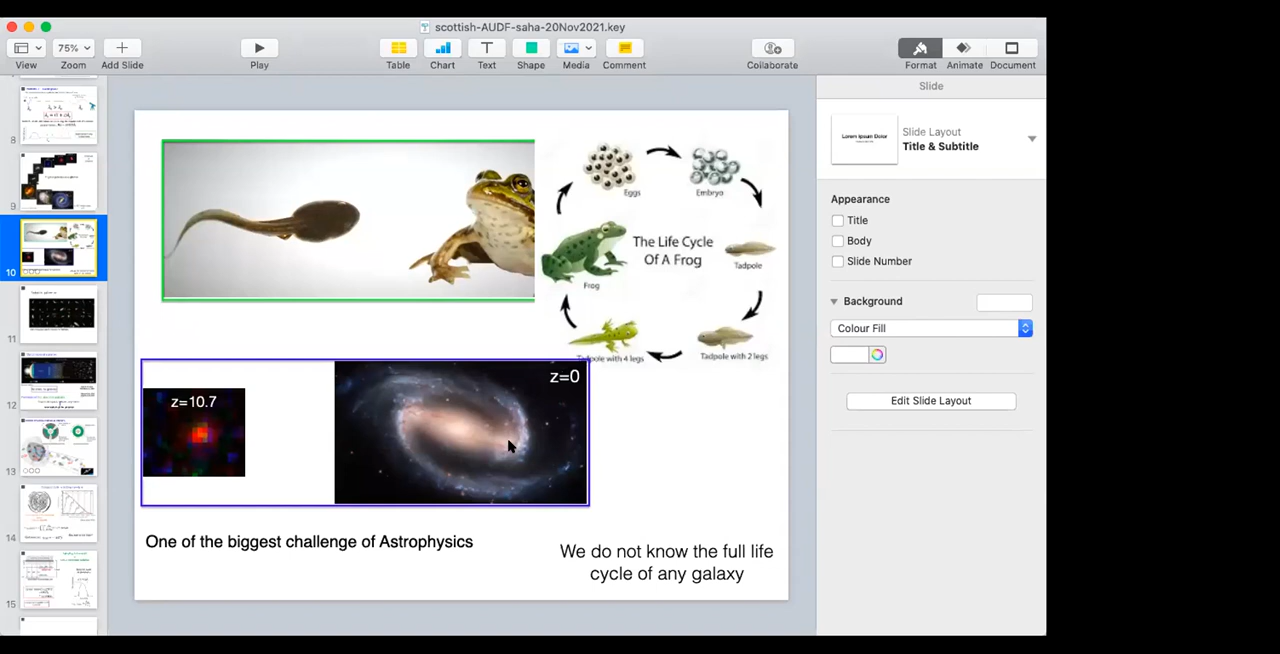 scottish-AUDF-saha-20Nov2021.key
75%
View
Zoom
Add Slide
Play
Table
Chart
Text
Shape
Media
Comment
Collaborate
Format
Animate
Document
Slide
Lorem Ipsum Dolor
Slide Layout
Title & Subtitle
Appearance
Title
Body
Slide Number
Background
Colour Fill
Edit Slide Layout
8
9
10
11
12
13
14
15
Eggs
Embryo
The Life Cycle
Of A Frog
Tadpole
Frog
Tadpole with 4 legs
Tadpole with 2 legs
z=10.7
z=0
One of the biggest challenge of Astrophysics
We do not know the full life
cycle of any galaxy